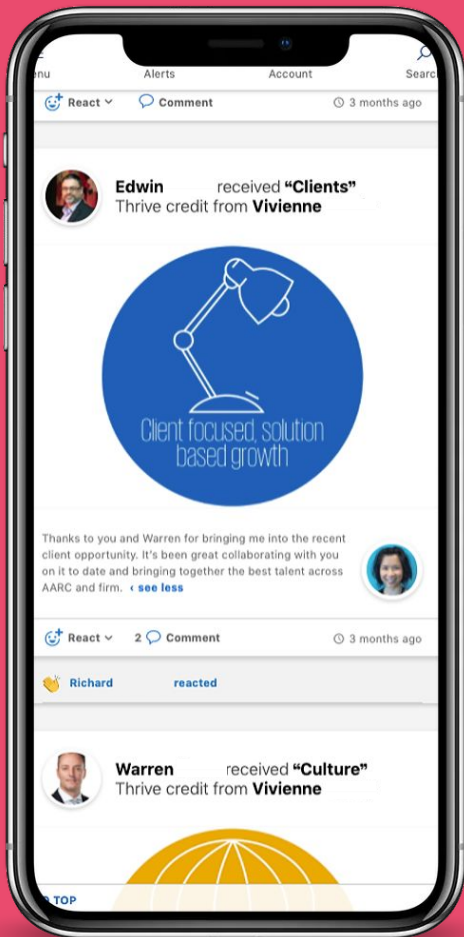 enu
Alerts
Account
Searc
React
Comment
3 months ago
Edwin received “Clients”
Thrive credit from Vivienne
Client focused, solution
based growth
Thanks to you and Warren for bringing me into the recent
client opportunity. It's been great collaborating with you
on it to date and bringing together the best talent across
AARC and firm. ‹ see less
React
2 Comment
3 months ago
Richard reacted
Warren received “Culture”
Thrive credit from Vivienne
TOP